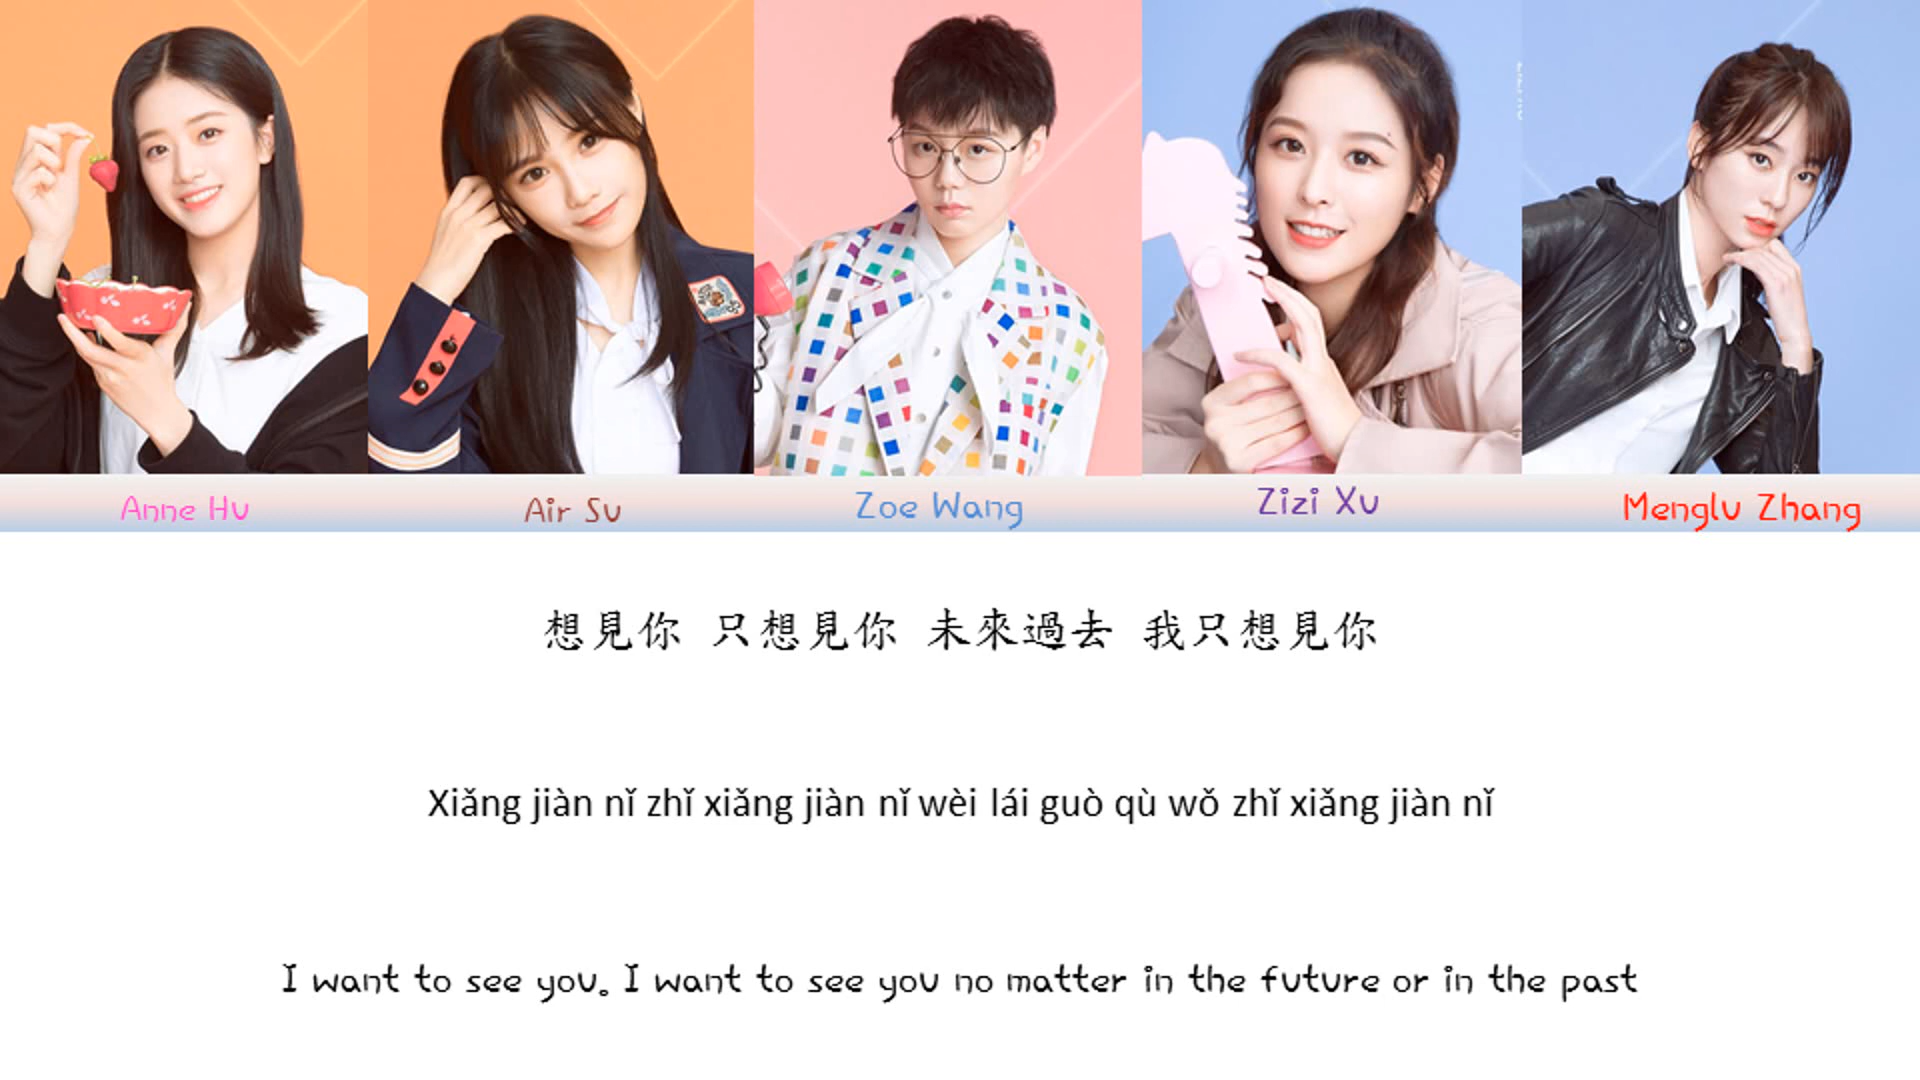 Anne Hu
Air Su
Zoe Wang
Zizi Xu
Menglu Zhang
想見你 只想見你 未來過去 我只想見你
Xiǎng jiàn nǐ zhǐ xiǎng jiàn nǐ wèi lái guò qù wǒ zhǐ xiǎng jiàn nǐ
I want to see you. I want to see you no matter in the future or in the past